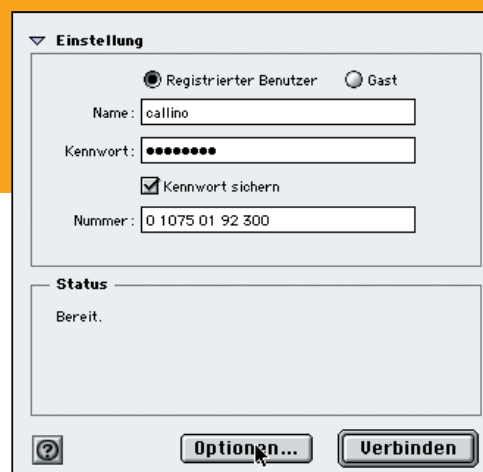 Einstellung
Registrierter Benutzer Gast
Name: callino
Kennwort: ●●●●●●●●
Kennwort sichern
Nummer: 0 1075 01 92 300
Status
Bereit.
? Optionen... Verbinden